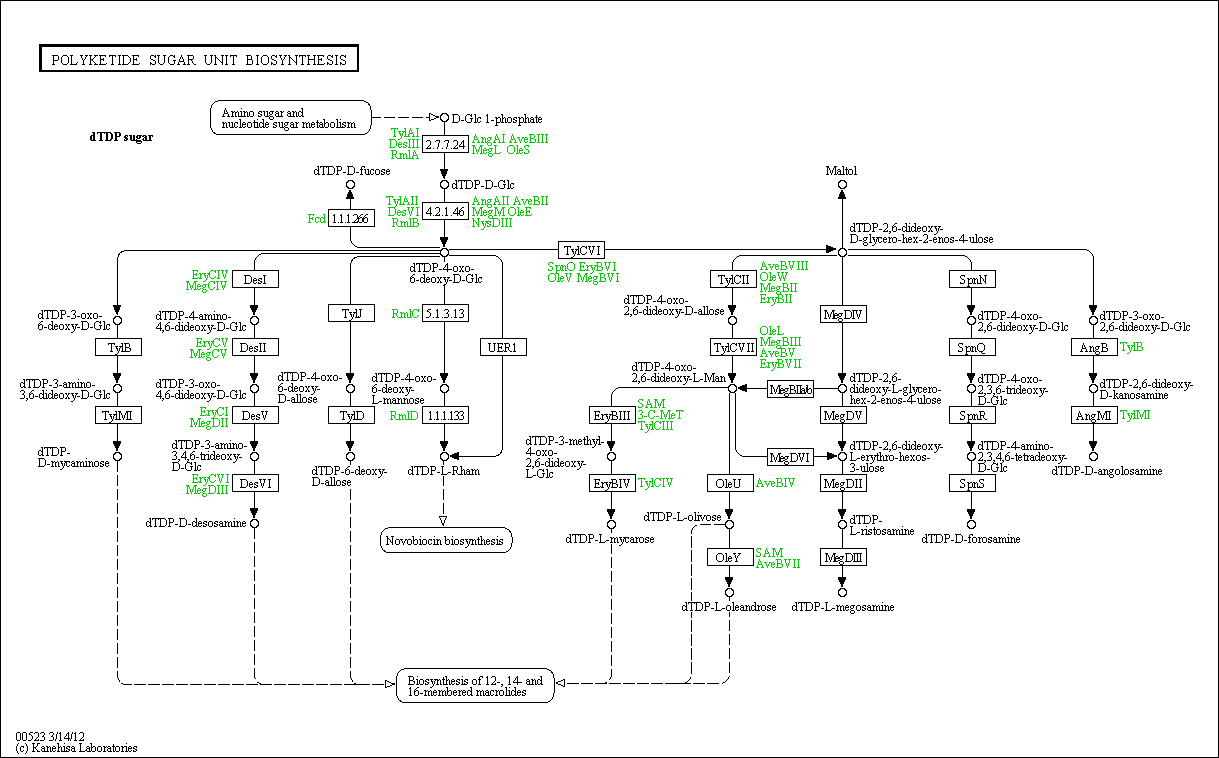 POLYKETIDE SUGAR UNIT BIOSYNTHESIS
Amino sugar and
nucleotide sugar metabolism
D-Glc 1-phosphate
dTDP sugar
TylAI
DesIII
RmlA
2.7.7.24
AngAI AveBIII
MegL OleS
dTDP-D-fucose
dTDP-D-Glc
Maltol
Fcd
1.1.1.266
TylAII
DesVI
RmlB
4.2.1.46
AngAII AveBII
MegM OleE
NysDIII
dTDP-2,6-dideoxy-
D-glycero-hex-2-enos-4-ulose
TylCVI
SpnO EryBVI
OleV MegBVI
dTDP-4-oxo-
6-deoxy-D-Glc
EryCIV
MegCIV
DesI
TylCII
AveBVIII
OleW
MegBII
EryBII
SpnN
dTDP-3-oxo-
6-deoxy-D-Glc
dTDP-4-amino-
4,6-dideoxy-D-Glc
TylJ
RmlC
5.1.3.13
dTDP-4-oxo-
2,6-dideoxy-D-allose
MegDIV
dTDP-4-oxo-
2,6-dideoxy-D-Glc
dTDP-3-oxo-
2,6-dideoxy-D-Glc
TylB
EryCV
MegCV
DesII
UER1
TylCVII
OleL
MegBIII
AveBV
EryBVII
SpnQ
AngB
TylB
dTDP-3-amino-
3,6-dideoxy-D-Glc
dTDP-3-oxo-
4,6-dideoxy-D-Glc
dTDP-4-oxo-
6-deoxy-
D-allose
dTDP-4-oxo-
6-deoxy-
L-mannose
dTDP-4-oxo-
2,6-dideoxy-L-Man
MegBIIab
dTDP-2,6-
dideoxy-L-glycero-
hex-2-enos-4-ulose
dTDP-4-oxo-
2,3,6-trideoxy-
D-Glc
dTDP-2,6-dideoxy-
D-kanosamine
TylMI
EryCI
MegDII
DesV
TylD
RmlD
1.1.1.133
EryBIII
SAM
3-C-MeT
TylCIII
MegDV
SpnR
AngMI
TylMI
dTDP-
D-mycaminose
dTDP-3-amino-
3,4,6-trideoxy-
D-Glc
dTDP-6-deoxy-
D-allose
dTDP-L-Rham
dTDP-3-methyl-
4-oxo-
2,6-dideoxy-
L-Glc
MegDVI
dTDP-2,6-dideoxy-
L-erythro-hexos-
3-ulose
dTDP-4-amino-
2,3,4,6-tetradeoxy-
D-Glc
dTDP-D-angolosamine
EryCVI
MegDIII
DesVI
EryBIV
TylCIV
OleU
AveBIV
MegDII
SpnS
dTDP-D-desosamine
Novobiocin biosynthesis
dTDP-L-mycarose
dTDP-L-olivose
dTDP-
L-ristosamine
dTDP-D-forosamine
OleY
SAM
AveBVII
MegDIII
dTDP-L-oleandrose
dTDP-L-megosamine
Biosynthesis of 12-, 14- and
16-membered macrolides
00523 3/14/12
(c) Kanehisa Laboratories